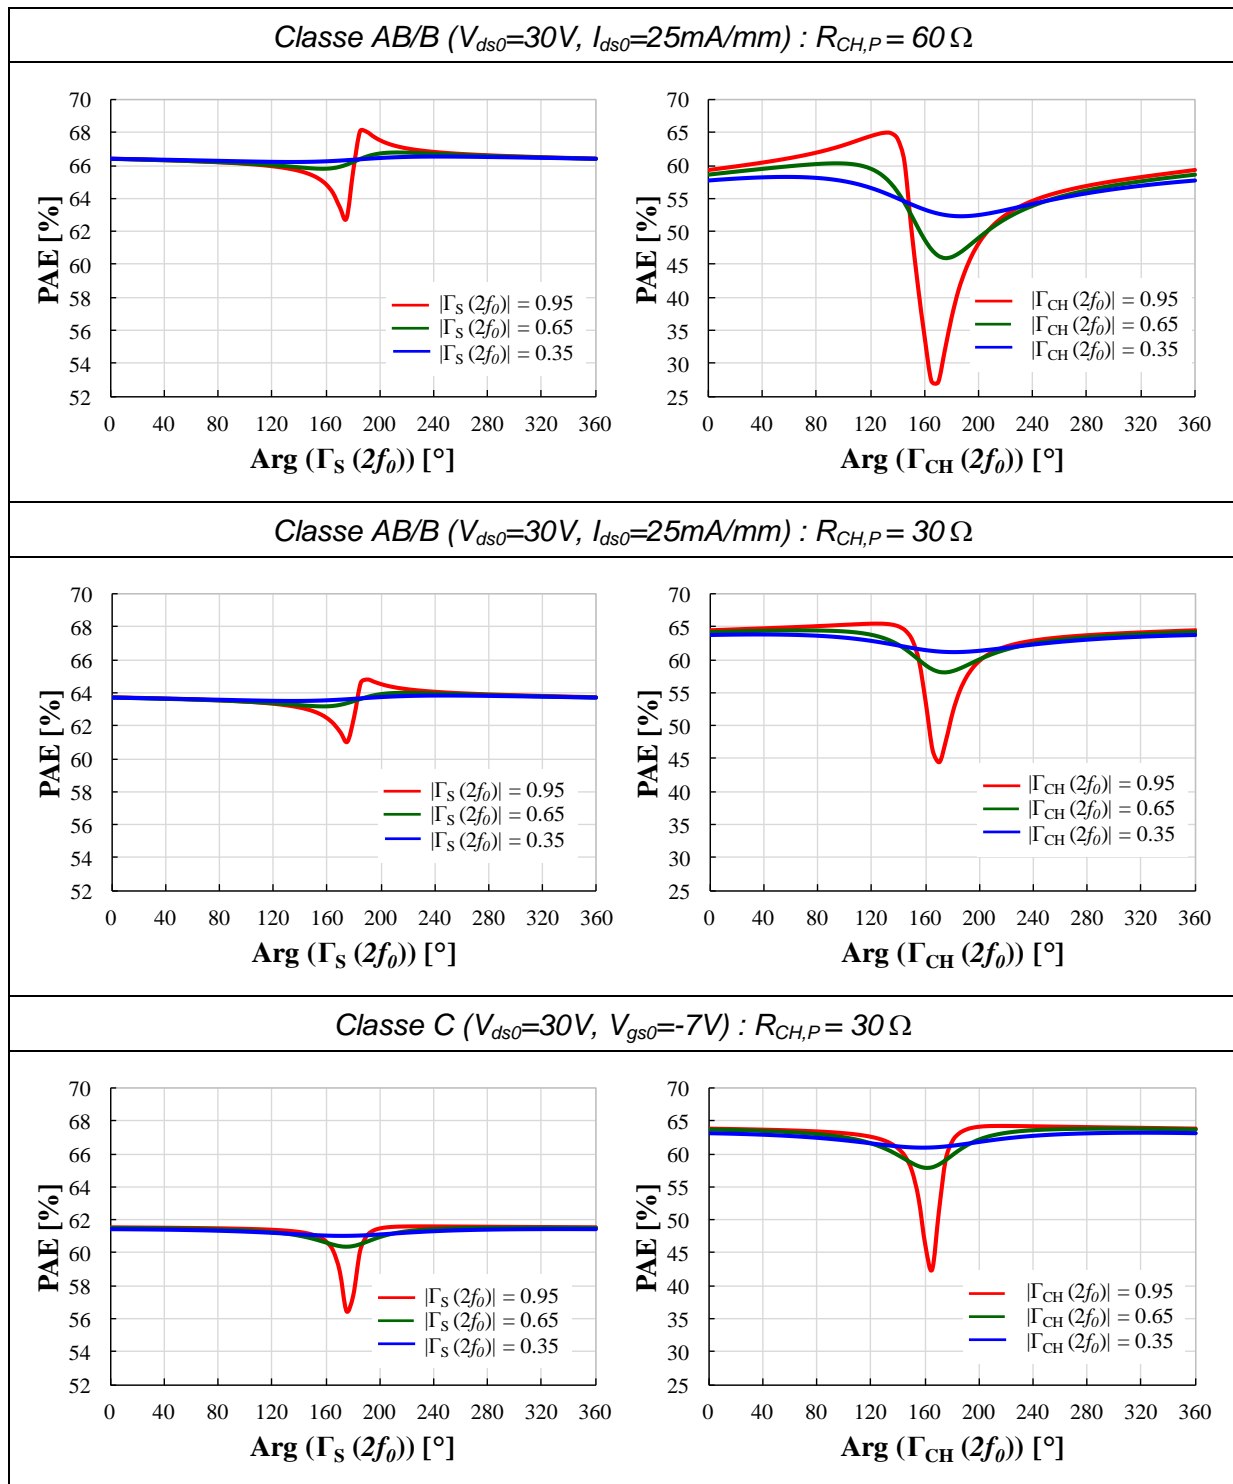 Classe AB/B (Vds0=30V, Ids0=25mA/mm) : RCH,P = 60 Ω
PAE [%]
70
68
66
64
62
60
58
56
54
52
|ΓS (2f0)| = 0.95
|ΓS (2f0)| = 0.65
|ΓS (2f0)| = 0.35
0 40 80 120 160 200 240 280 320 360
Arg (ΓS (2f0)) [°]
PAE [%]
70
65
60
55
50
45
40
35
30
25
|ΓCH (2f0)| = 0.95
|ΓCH (2f0)| = 0.65
|ΓCH (2f0)| = 0.35
0 40 80 120 160 200 240 280 320 360
Arg (ΓCH (2f0)) [°]
Classe AB/B (Vds0=30V, Ids0=25mA/mm) : RCH,P = 30 Ω
PAE [%]
70
68
66
64
62
60
58
56
54
52
|ΓS (2f0)| = 0.95
|ΓS (2f0)| = 0.65
|ΓS (2f0)| = 0.35
0 40 80 120 160 200 240 280 320 360
Arg (ΓS (2f0)) [°]
PAE [%]
70
65
60
55
50
45
40
35
30
25
|ΓCH (2f0)| = 0.95
|ΓCH (2f0)| = 0.65
|ΓCH (2f0)| = 0.35
0 40 80 120 160 200 240 280 320 360
Arg (ΓCH (2f0)) [°]
Classe C (Vds0=30V, Vgs0=-7V) : RCH,P = 30 Ω
PAE [%]
70
68
66
64
62
60
58
56
54
52
|ΓS (2f0)| = 0.95
|ΓS (2f0)| = 0.65
|ΓS (2f0)| = 0.35
0 40 80 120 160 200 240 280 320 360
Arg (ΓS (2f0)) [°]
PAE [%]
70
65
60
55
50
45
40
35
30
25
|ΓCH (2f0)| = 0.95
|ΓCH (2f0)| = 0.65
|ΓCH (2f0)| = 0.35
0 40 80 120 160 200 240 280 320 360
Arg (ΓCH (2f0)) [°]